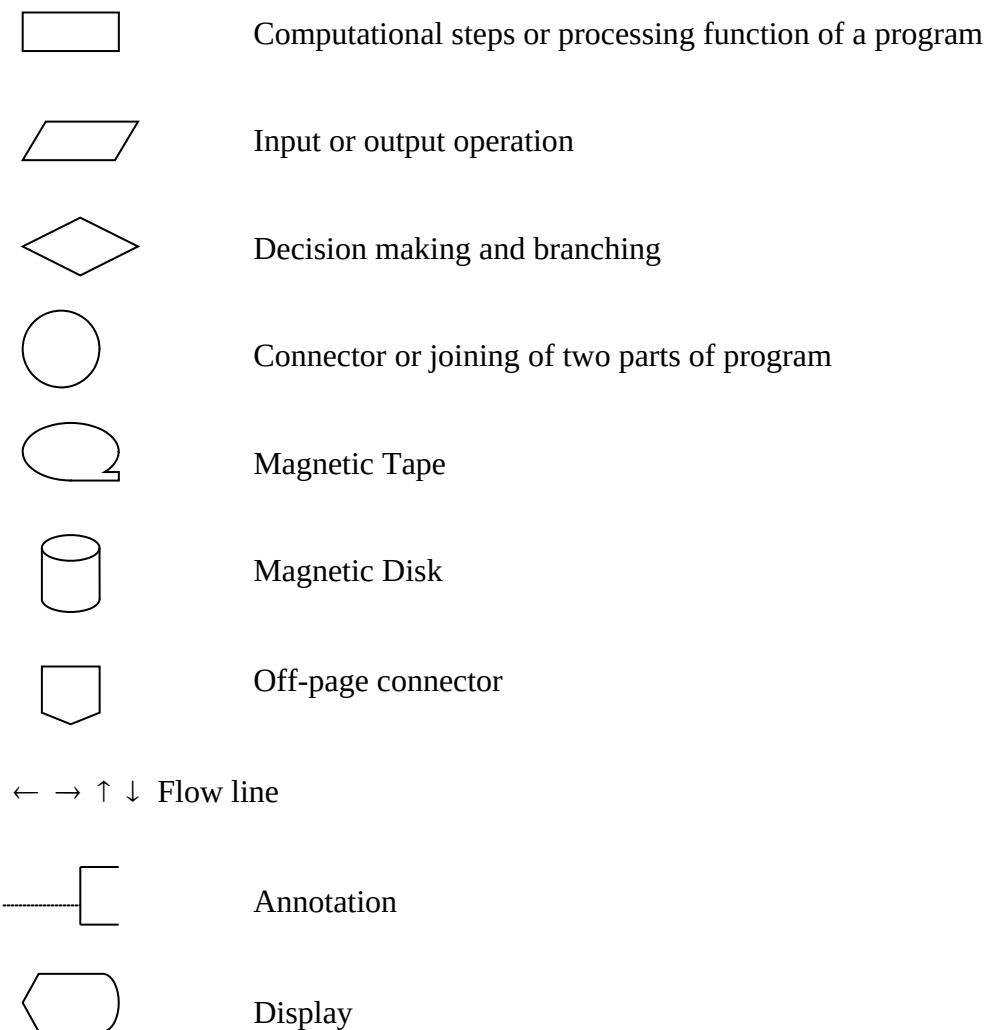 Computational steps or processing function of a program
Input or output operation
Decision making and branching
Connector or joining of two parts of program
Magnetic Tape
Magnetic Disk
Off-page connector
← → ↑ ↓ Flow line
Annotation
Display